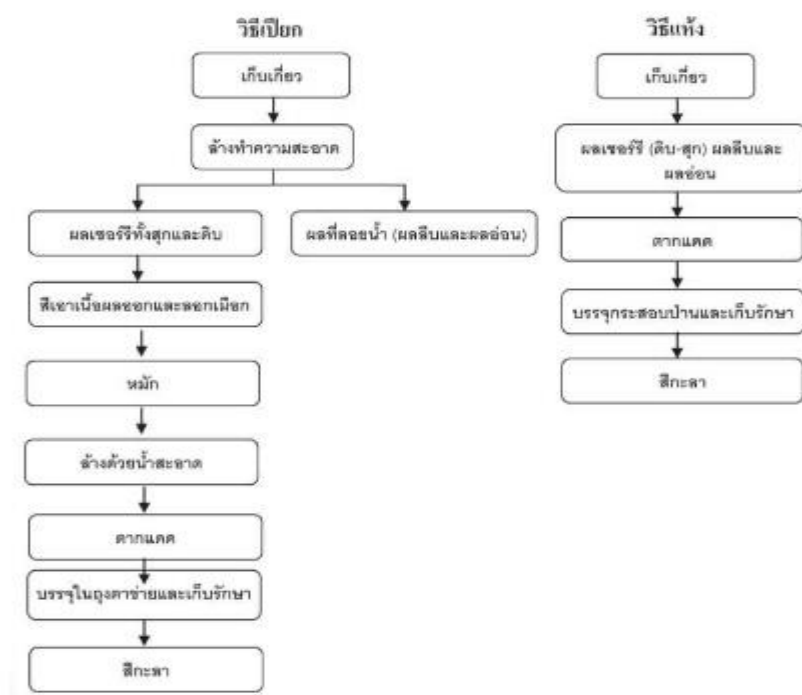 วิธีเปียก
เก็บเกี่ยว
ล้างทำความสะอาด
ผลเชอร์รีทั้งสุกและดิบ
ผลที่ลอยน้ำ (ผลลีบและผลอ่อน)
สีเอาเนื้อผลออกและลอกเมือก
หมัก
ล้างด้วยน้ำสะอาด
ตากแดด
บรรจุในถุงตาข่ายและเก็บรักษา
สีกะลา
วิธีแห้ง
เก็บเกี่ยว
ผลเชอร์รี (ดิบ-สุก) ผลลีบและ
ผลอ่อน
ตากแดด
บรรจุกระสอบป่านและเก็บรักษา
สีกะลา